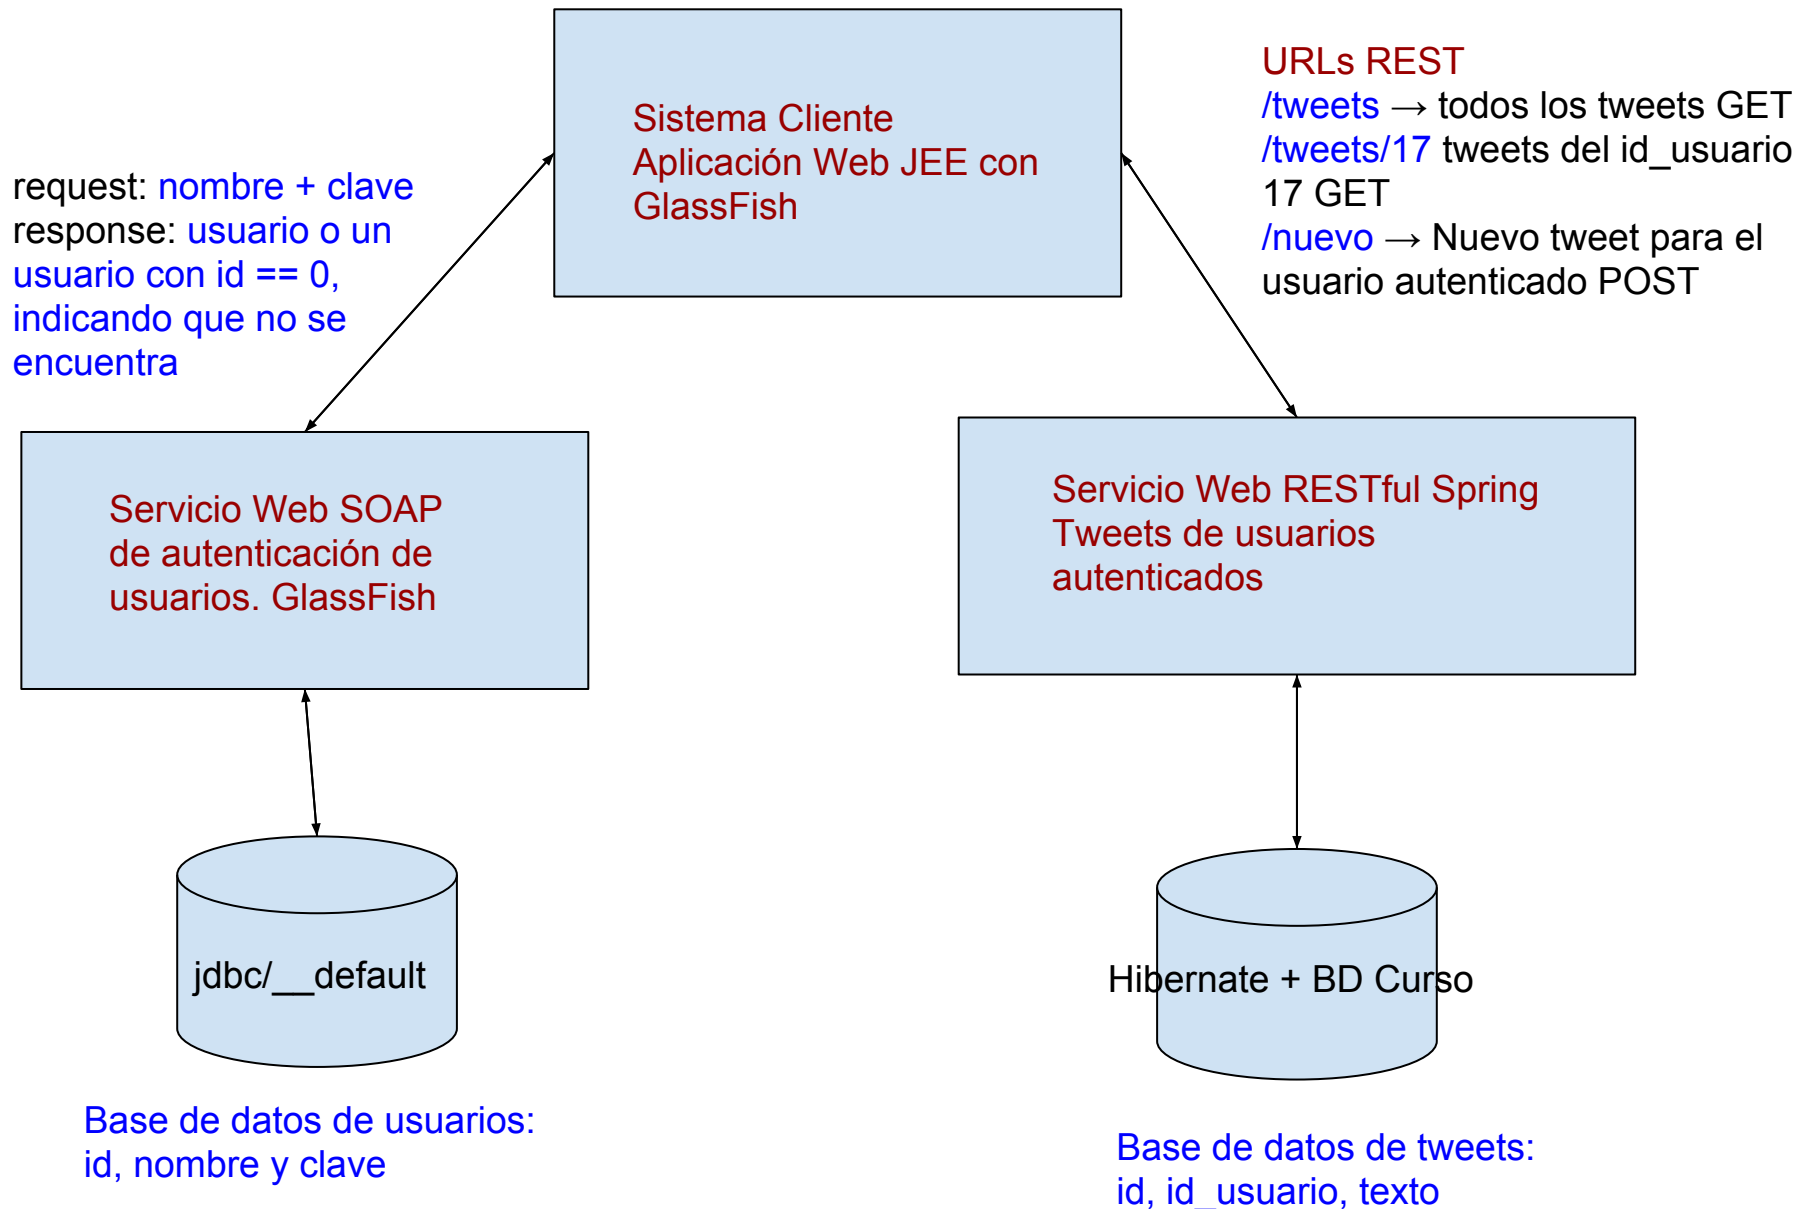 Sistema Cliente
Aplicación Web JEE con
GlassFish
URLs REST
/tweets → todos los tweets GET
/tweets/17 tweets del id_usuario
17 GET
/nuevo → Nuevo tweet para el
usuario autenticado POST
request: nombre + clave
response: usuario o un
usuario con id == 0,
indicando que no se
encuentra
Servicio Web SOAP
de autenticación de
usuarios. GlassFish
Servicio Web RESTful Spring
Tweets de usuarios
autenticados
jdbc/__default
Hibernate + BD Curso
Base de datos de usuarios:
id, nombre y clave
Base de datos de tweets:
id, id_usuario, texto